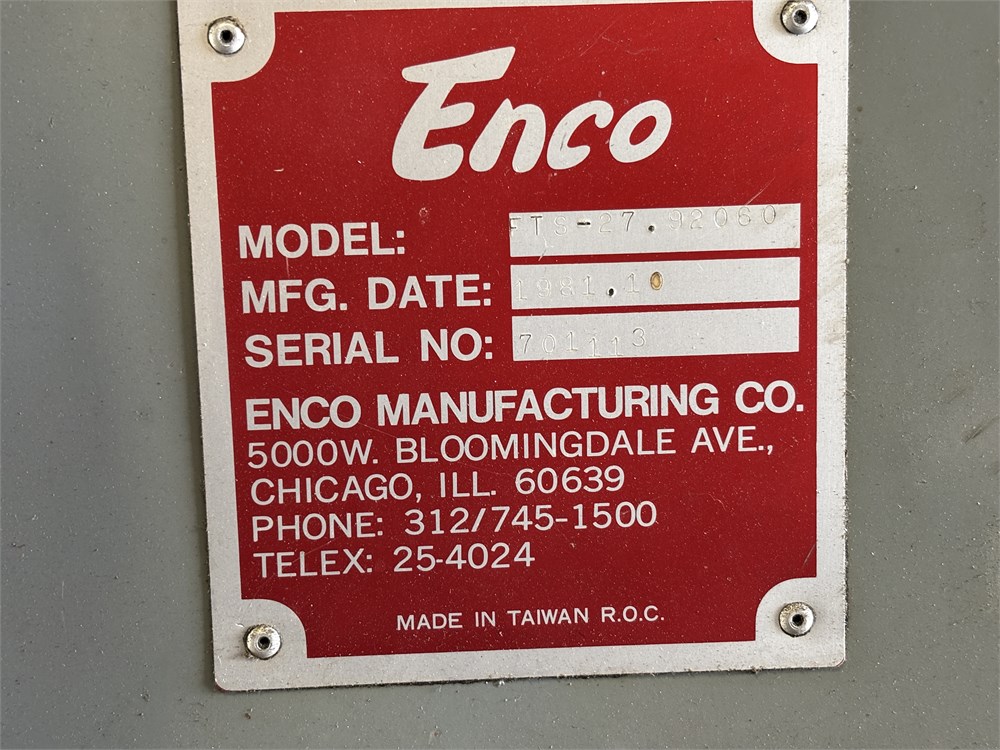 Enco
MODEL: FTS-27.92060
MFG. DATE: 1981.10
SERIAL NO: 701113
ENCO MANUFACTURING CO.
5000W. BLOOMINGDALE AVE.,
CHICAGO, ILL. 60639
PHONE: 312/745-1500
TELEX: 25-4024
MADE IN TAIWAN R.O.C.